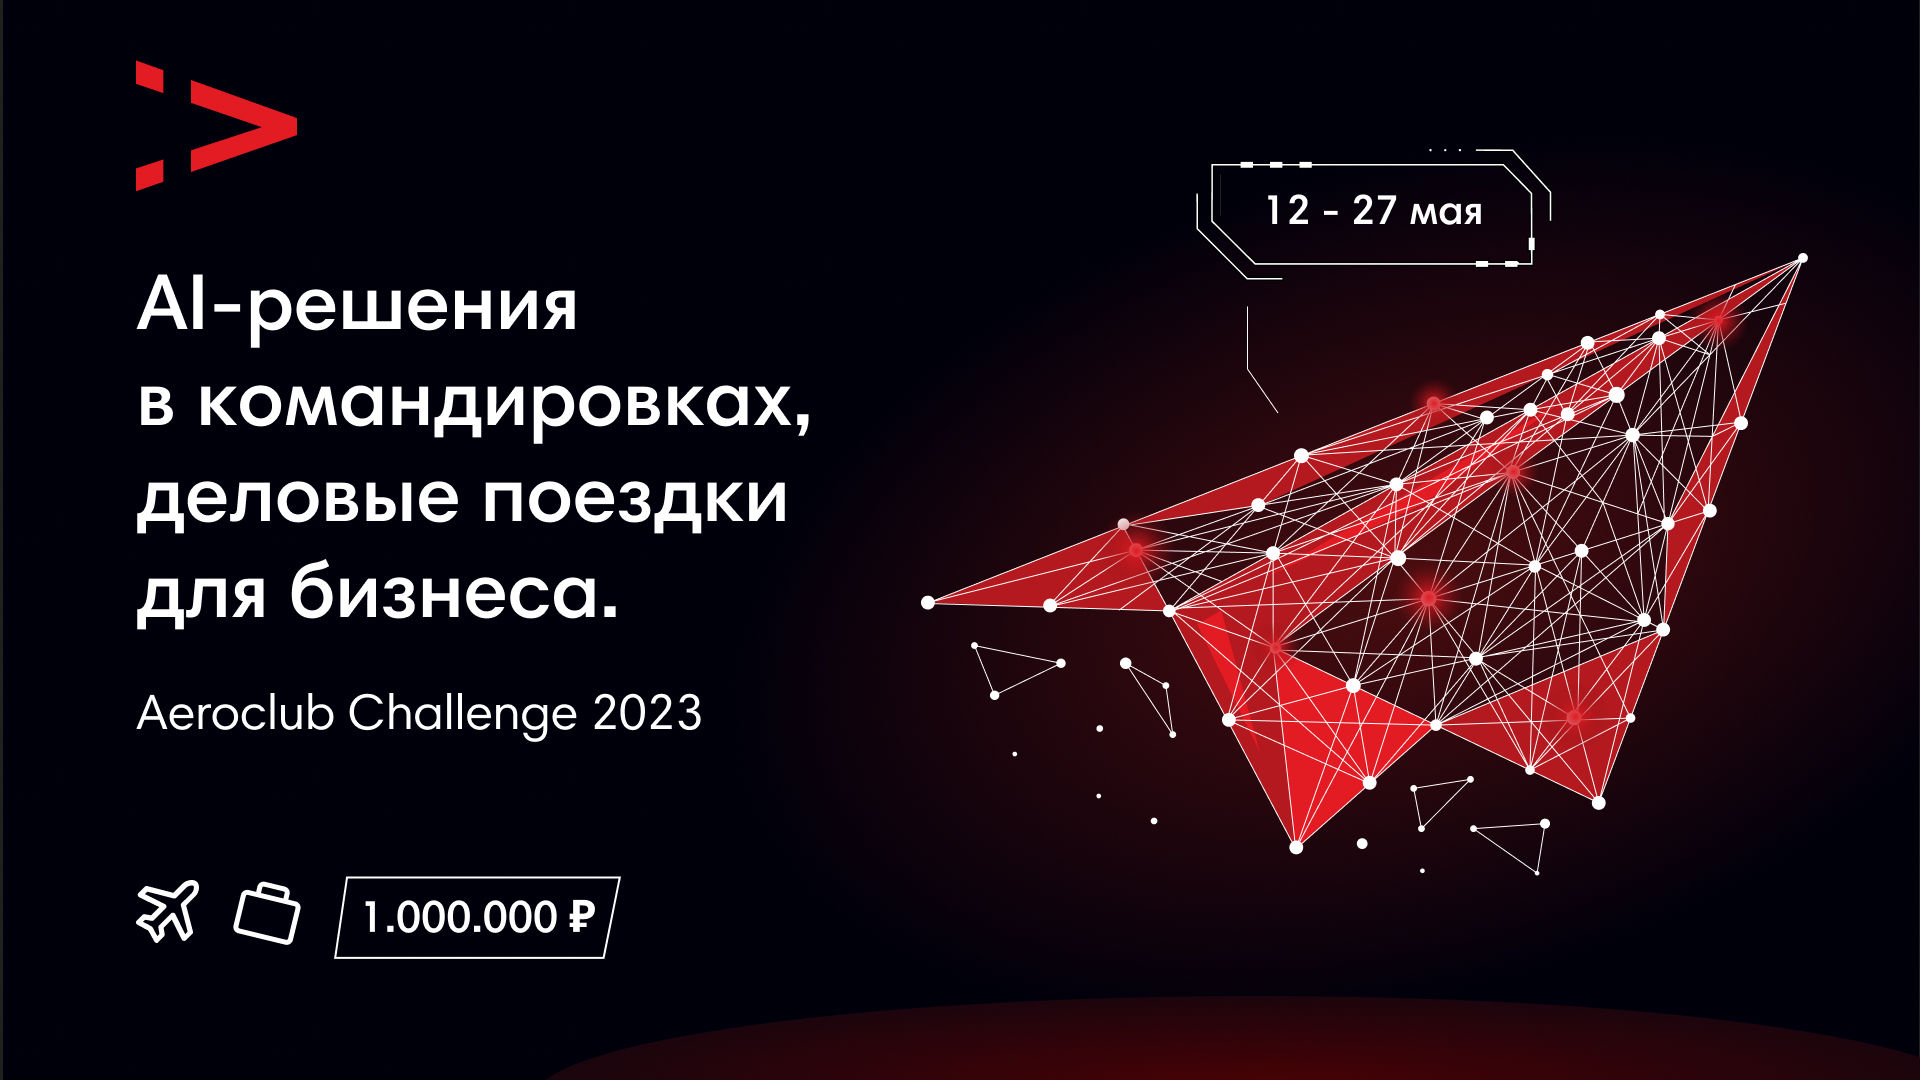 12 - 27 мая
AI-решения
в командировках,
деловые поездки
для бизнеса.
Aeroclub Challenge 2023
1.000.000 ₽